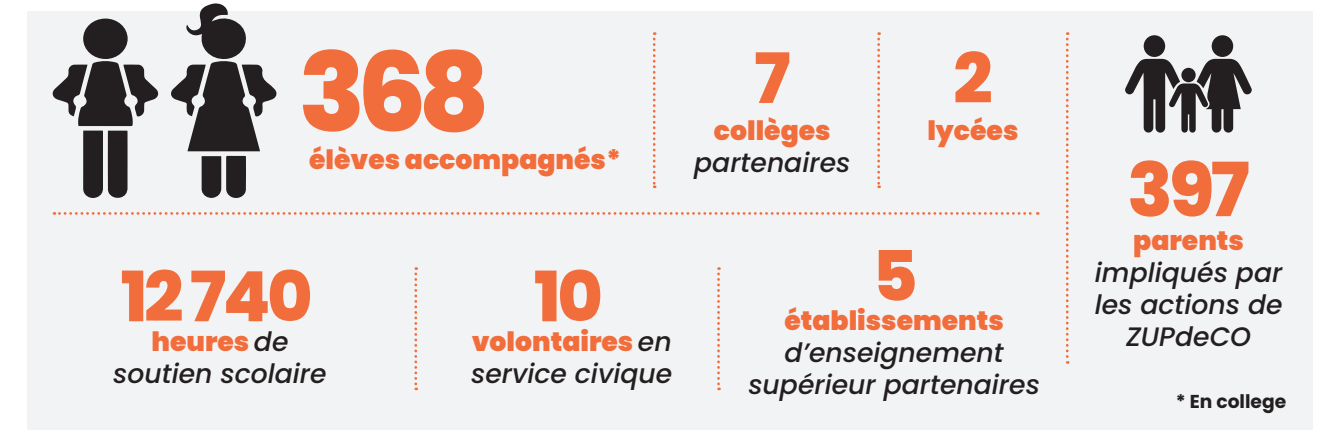 368
élèves accompagnés*
7
collèges
partenaires
2
lycées
397
parents
impliqués par
les actions de
ZUPdeCO
12 740
heures de
soutien scolaire
10
volontaires en
service civique
5
établissements
d’enseignement
supérieur partenaires
* En college